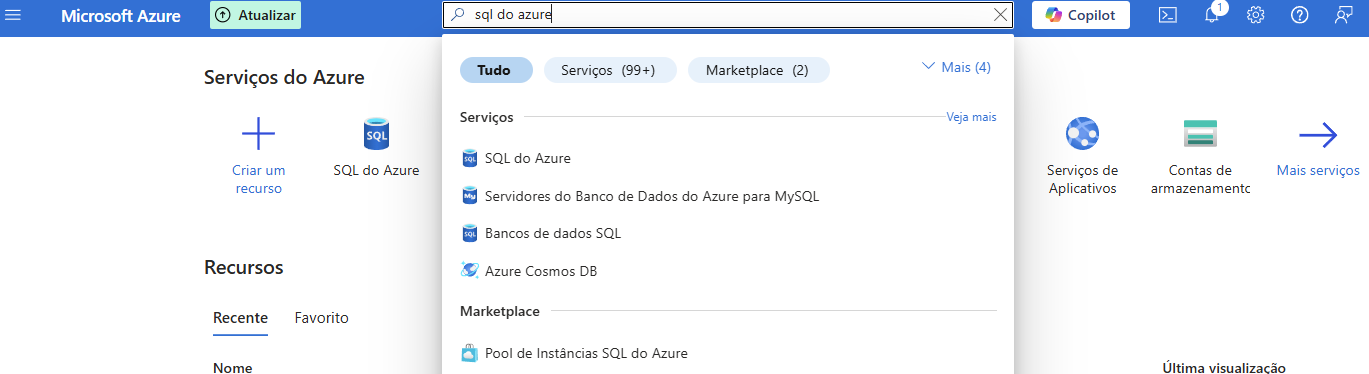 Microsoft Azure
Atualizar
sql do azure
Copilot
1
Serviços do Azure
Tudo
Serviços (99+)
Marketplace (2)
Mais (4)
Serviços
Veja mais
SQL do Azure
Servidores do Banco de Dados do Azure para MySQL
Bancos de dados SQL
Azure Cosmos DB
Marketplace
Pool de Instâncias SQL do Azure
Criar um
recurso
SQL
SQL do Azure
Serviços de
Aplicativos
Contas de
armazenamento
Mais serviços
Recursos
Recente
Favorito
Nome
Última visualização